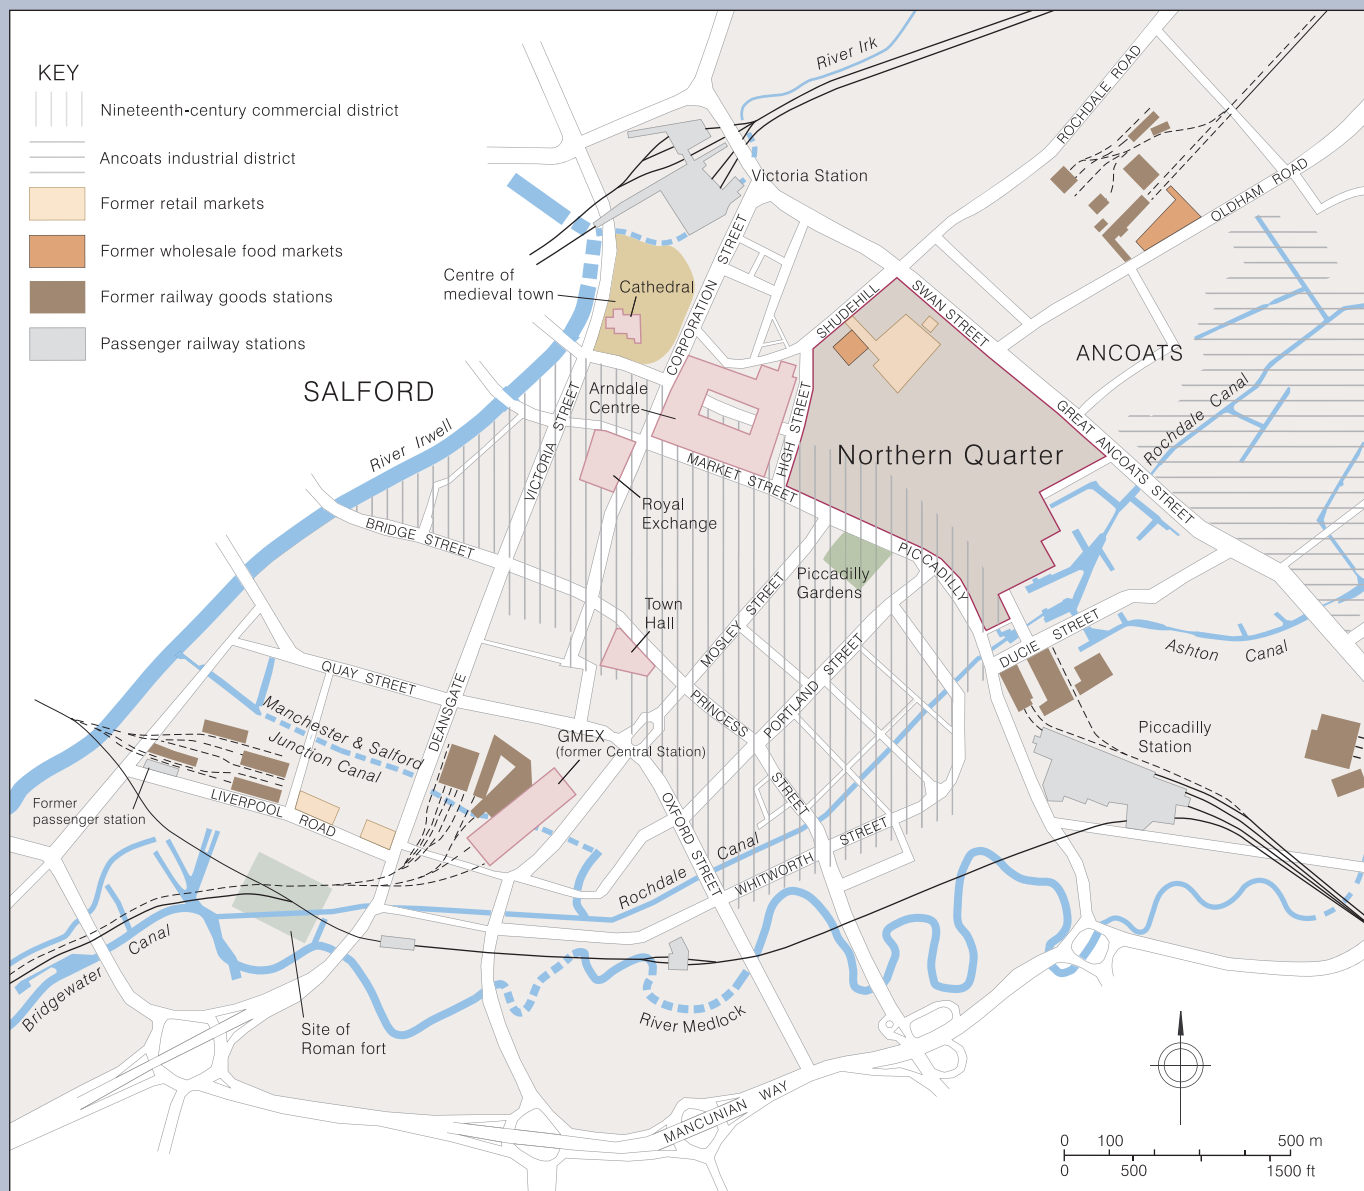 KEY
Nineteenth-century commercial district
Ancoats industrial district
Former retail markets
Former wholesale food markets
Former railway goods stations
Passenger railway stations
River Irk
ROCHDALE ROAD
Victoria Station
OLDHAM ROAD
Centre of
medieval town
Cathedral
CORPORATION STREET
SHUDEHILL
SWAN STREET
ANCOATS
SALFORD
Arndale
Centre
River Irwell
VICTORIA STREET
HIGH STREET
MARKET STREET
Northern Quarter
GREAT ANCOATS STREET
Rochdale Canal
Royal
Exchange
BRIDGE STREET
Piccadilly
Gardens
PICCADILLY
Town
Hall
MOSLEY STREET
DUCIE STREET
Ashton Canal
QUAY STREET
DEANSGATE
PRINCESS STREET
PORTLAND STREET
Manchester & Salford
Junction Canal
GMEX
(former Central Station)
Piccadilly
Station
Former
passenger station
LIVERPOOL ROAD
OXFORD STREET
WHITWORTH STREET
Rochdale Canal
Bridgewater Canal
Site of
Roman fort
River Medlock
MANCUNIAN WAY
0 100 500 m
0 500 1500 ft